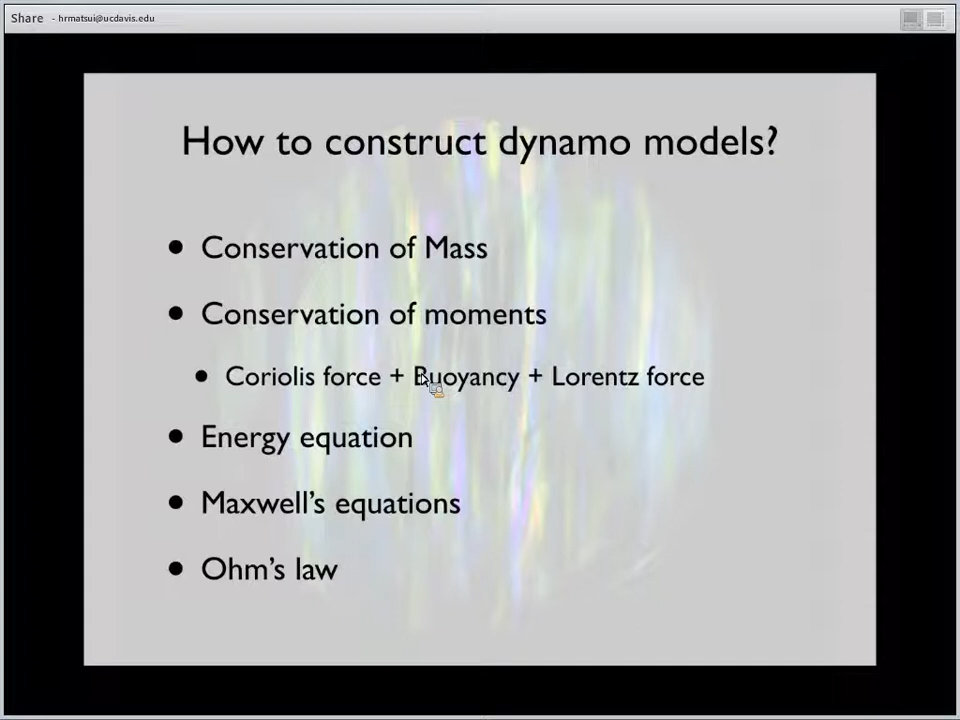 Share - hrmatsui@ucdavis.edu
How to construct dynamo models?
• Conservation of Mass
• Conservation of moments
• Coriolis force + Buoyancy + Lorentz force
• Energy equation
• Maxwell's equations
• Ohm's law